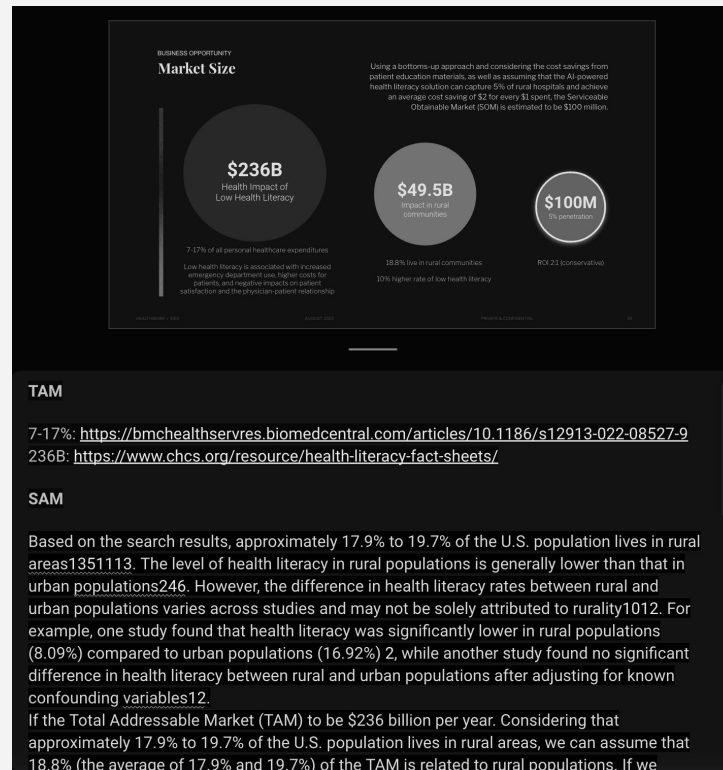 BUSINESS OPPORTUNITY
Market Size
Using a bottoms-up approach and considering the cost savings from
patient education materials, as well as assuming that the AI-powered
health literacy solution can capture 5% of rural hospitals and achieve
an average cost saving of $2 for every $1 spent, the Serviceable
Obtainable Market (SOM) is estimated to be $100 million.
$236B
Health Impact of
Low Health Literacy
$49.5B
Impact in rural
communities
$100M
5% penetration
7-17% of all personal healthcare expenditures
Low health literacy is associated with increased
emergency department use, higher costs for
patients, and negative impacts on patient
satisfaction and the physician-patient relationship
18.8% live in rural communities
10% higher rate of low health literacy
ROI 2:1 (conservative)
PRIVATE & CONFIDENTIAL
TAM
7-17%: https://bmchealthservres.biomedcentral.com/articles/10.1186/s12913-022-08527-9
236B: https://www.chcs.org/resource/health-literacy-fact-sheets/
SAM
Based on the search results, approximately 17.9% to 19.7% of the U.S. population lives in rural
areas1351113. The level of health literacy in rural populations is generally lower than that in
urban populations246. However, the difference in health literacy rates between rural and
urban populations varies across studies and may not be solely attributed to rurality1012. For
example, one study found that health literacy was significantly lower in rural populations
(8.09%) compared to urban populations (16.92%) 2, while another study found no significant
difference in health literacy between rural and urban populations after adjusting for known
confounding variables12.
If the Total Addressable Market (TAM) to be $236 billion per year. Considering that
approximately 17.9% to 19.7% of the U.S. population lives in rural areas, we can assume that
18.8% (the average of 17.9% and 19.7%) of the TAM is related to rural populations. If we